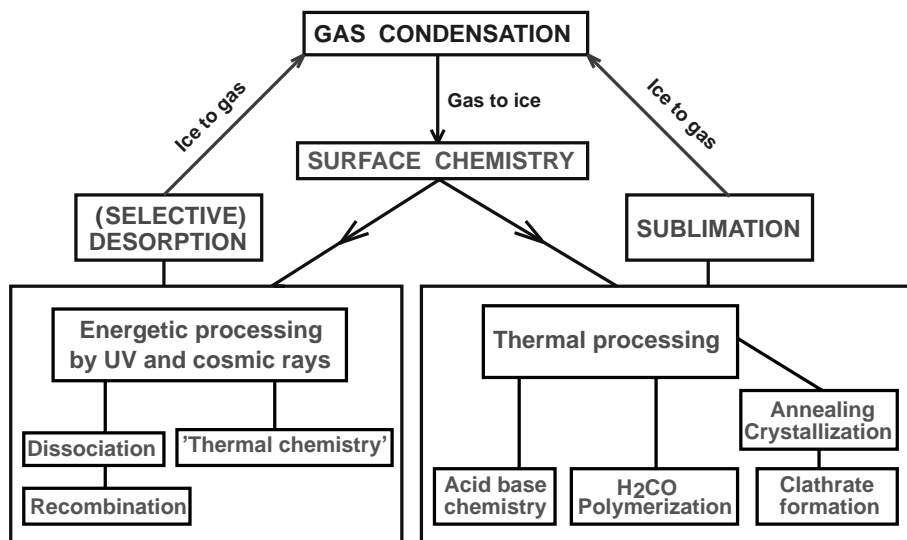 GAS CONDENSATION
Ice to gas
Gas to ice
Ice to gas
SURFACE CHEMISTRY
(SELECTIVE)
DESORPTION
SUBLIMATION
Energetic processing
by UV and cosmic rays
Dissociation
'Thermal chemistry'
Recombination
Thermal processing
Annealing
Crystallization
Acid base
chemistry
H2CO
Polymerization
Clathrate
formation